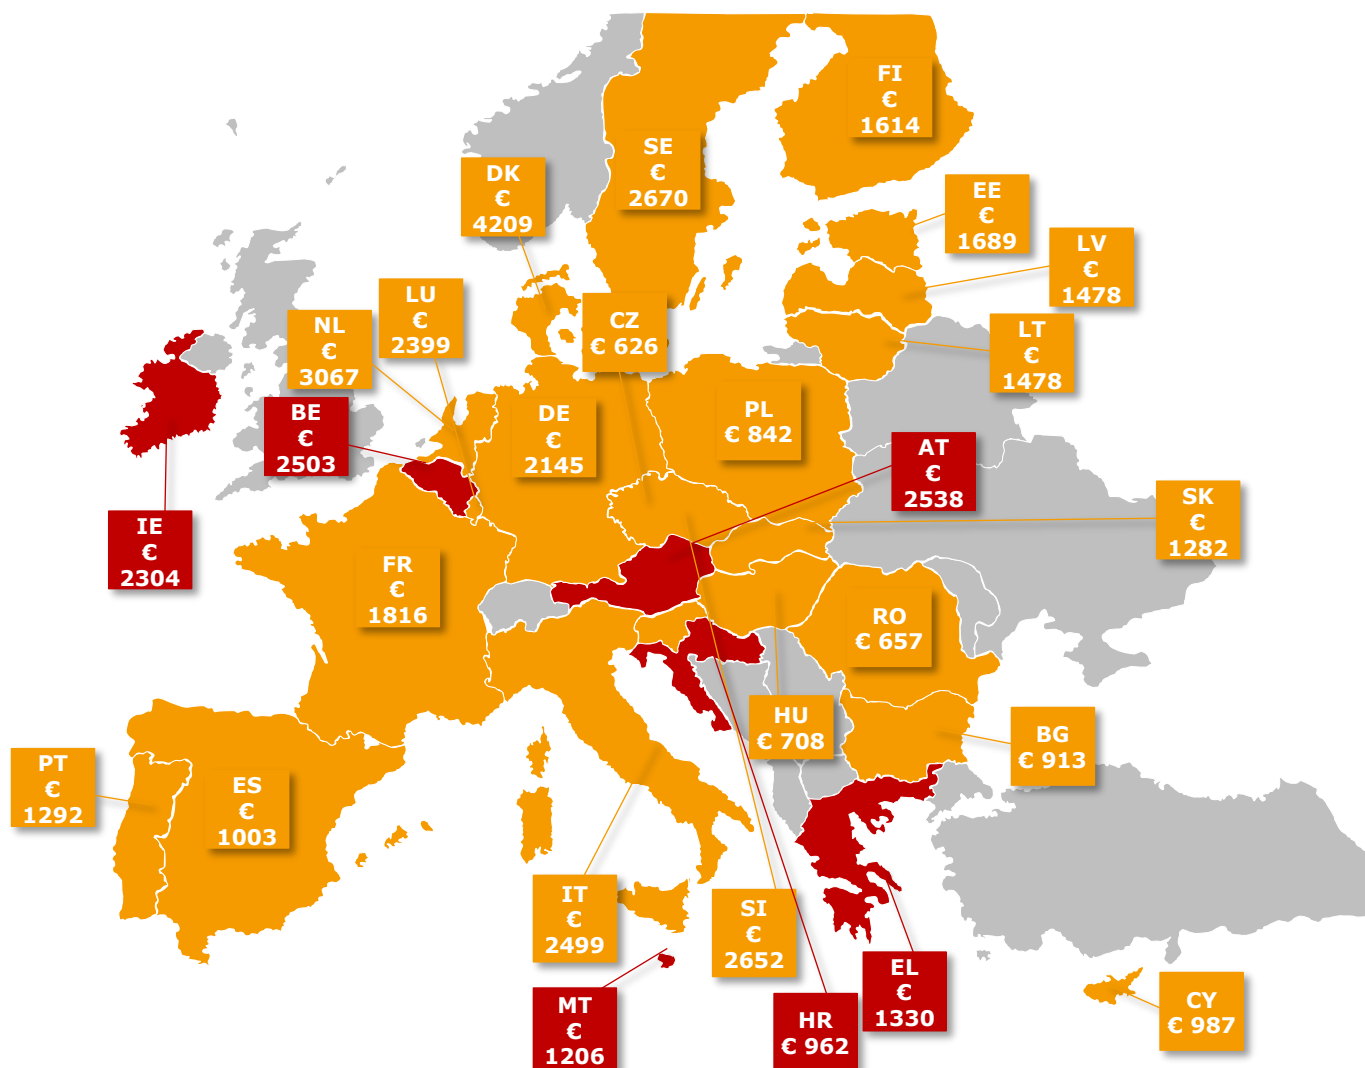 FI
€
1614
SE
€
2670
DK
€
4209
EE
€
1689
LV
€
1478
LU
€
2399
CZ
€ 626
NL
€
3067
LT
€
1478
BE
€
2503
DE
€
2145
PL
€ 842
AT
€
2538
SK
€
1282
IE
€
2304
FR
€
1816
RO
€ 657
HU
€ 708
BG
€ 913
PT
€
1292
ES
€
1003
IT
€
2499
SI
€
2652
EL
€
1330
CY
€ 987
MT
€
1206
HR
€ 962